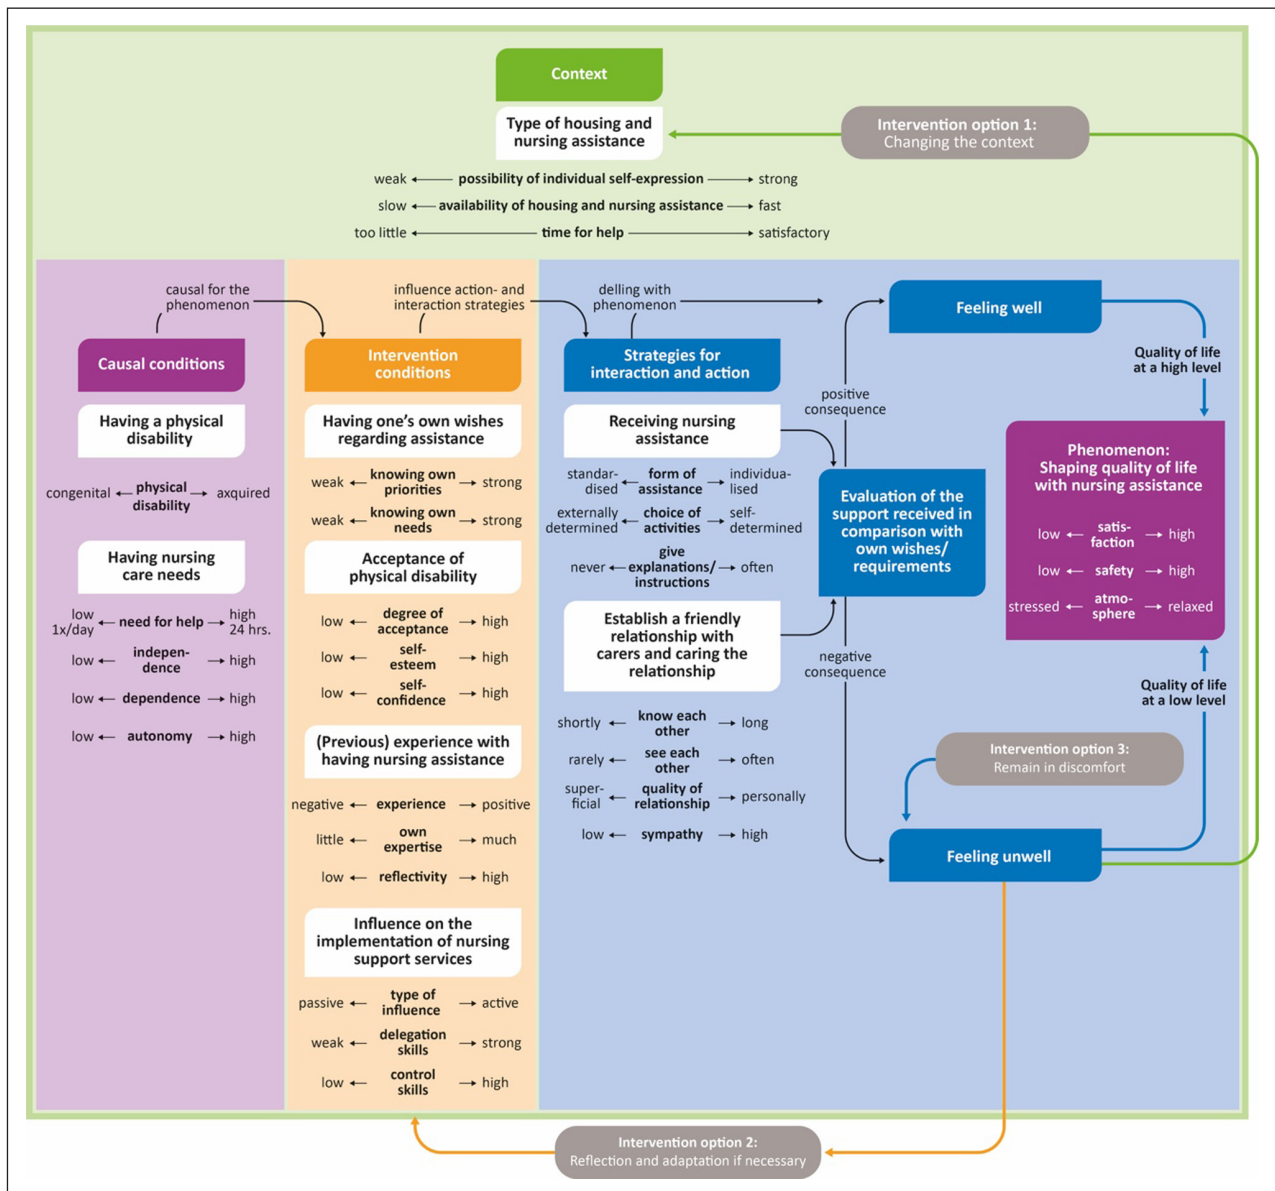 Context
Type of housing and
nursing assistance
Intervention option 1:
Changing the context
weak possibility of individual self-expression strong
slow availability of housing and nursing assistance fast
too little time for help satisfactory
causal for the
phenomenon
Causal conditions
Having a physical
disability
congenital physical disability axquired
Having nursing
care needs
low 1x/day need for help high 24 hrs.
low indepen-
dence high
low dependence high
low autonomy high
influence action- and
interaction strategies
Intervention
conditions
Having one's own wishes
regarding assistance
weak knowing own priorities strong
weak knowing own needs strong
Acceptance of
physical disability
low degree of acceptance high
low self-
esteem high
low self-
confidence high
(Previous) experience with
having nursing assistance
negative experience positive
little own expertise much
low reflectivity high
Influence on the
implementation of nursing
support services
passive type of influence active
weak delegation skills strong
low control skills high
delling with
phenomenon
Strategies for
interaction and action
Receiving nursing
assistance
standar-
dised form of assistance individua-
lised
externally determined choice of activities self-
determined
never give explanations/ instructions often
Establish a friendly
relationship with
carers and caring the
relationship
shortly know each other long
rarely see each other often
super-
ficial quality of relationship personally
low sympathy high
positive
consequence
Evaluation of the
support received in
comparison with
own wishes/
requirements
negative
consequence
Feeling well
Quality of life
at a high level
Phenomenon:
Shaping quality of life
with nursing assistance
low satis-
faction high
low safety high
stressed atmo-
sphere relaxed
Quality of life
at a low level
Intervention option 3:
Remain in discomfort
Feeling unwell
Intervention option 2:
Reflection and adaptation if necessary